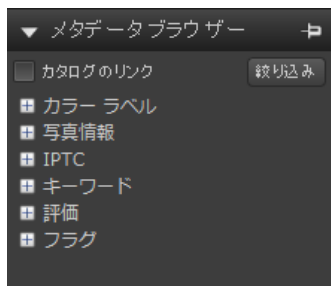 メタデータブラウザー
カタログのリンク 絞り込み
カラー ラベル
写真情報
IPTC
キーワード
評価
フラグ